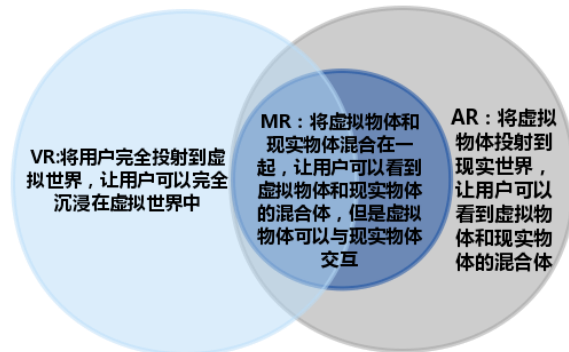 VR:将用户完全投射到虚
拟世界，让用户可以完全
沉浸在虚拟世界中
MR：将虚拟物体和
现实物体混合在一
起，让用户可以看到
虚拟物体和现实物体
的混合体，但是虚拟
物体可以与现实物体
交互
AR：将虚拟
物体投射到
现实世界，
让用户可以
看到虚拟物
体和现实物
体的混合体